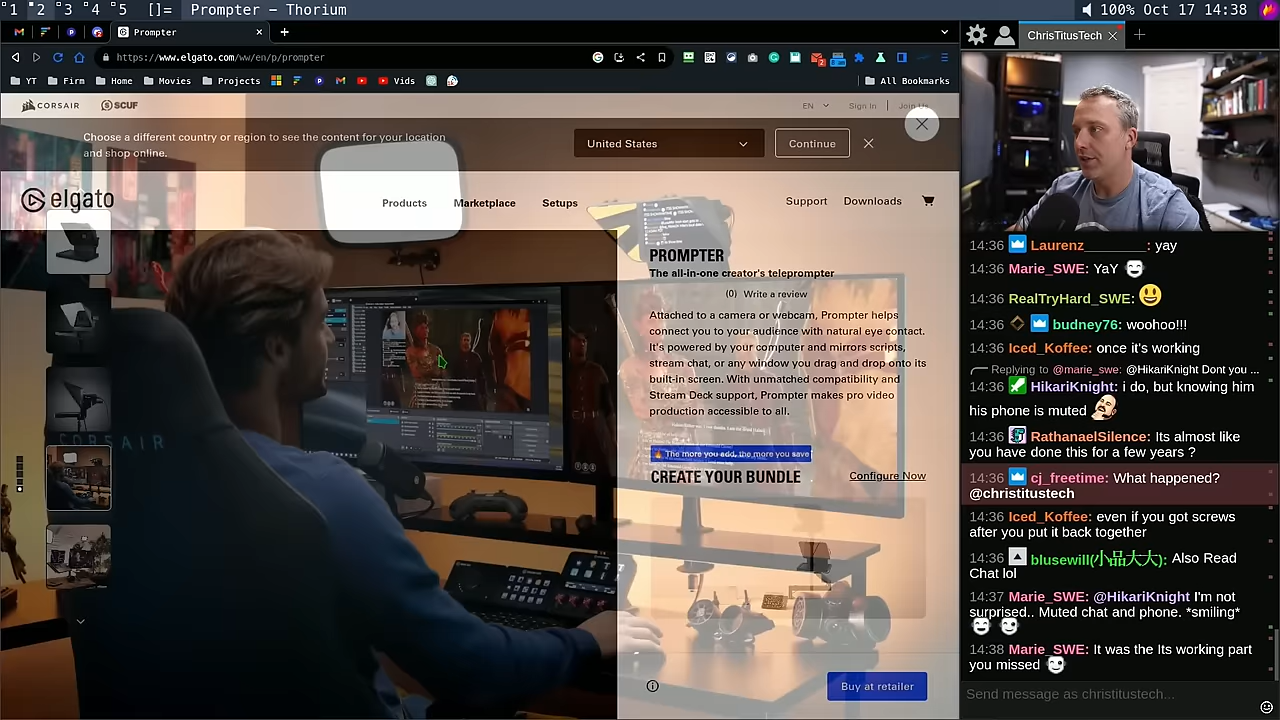 1 2 3 4 5 []= Prompter – Thorium
100% Oct 17 14:38
Prompter
https://www.elgato.com/ww/en/p/prompter
YT Firm Home Movies Projects Vids All Bookmarks
CORSAIR SCUF EN Sign In Join Us
Choose a different country or region to see the content for your location
and shop online.
United States Continue
elgato
Products Marketplace Setups Support Downloads
PROMPTER
The all-in-one creator's teleprompter
(0) Write a review
Attached to a camera or webcam, Prompter helps
connect you to your audience with natural eye contact.
It's powered by your computer and mirrors scripts,
stream chat, or any window you drag and drop onto its
built-in screen. With unmatched compatibility and
Stream Deck support, Prompter makes pro video
production accessible to all.
The more you add, the more you save
CREATE YOUR BUNDLE Configure Now
CORSAIR
Buy at retailer
ChrisTitusTech
14:36 Laurenz________: yay
14:36 Marie_SWE: YaY
14:36 RealTryHard_SWE:
14:36 budney76: woohoo!!!
14:36 Iced_Koffee: once it's working
Replying to @marie_swe: @HikariKnight Dont you ...
14:36 HikariKnight: i do, but knowing him
his phone is muted
14:36 RathanaelSilence: Its almost like
you have done this for a few years ?
14:36 cj_freetime: What happened?
@christitustech
14:36 Iced_Koffee: even if you got screws
after you put it back together
14:36 blusewill(小品大大): Also Read
Chat lol
14:37 Marie_SWE: @HikariKnight I'm not
surprised.. Muted chat and phone. *smiling*
14:38 Marie_SWE: It was the Its working part
you missed
Send message as christitustech...